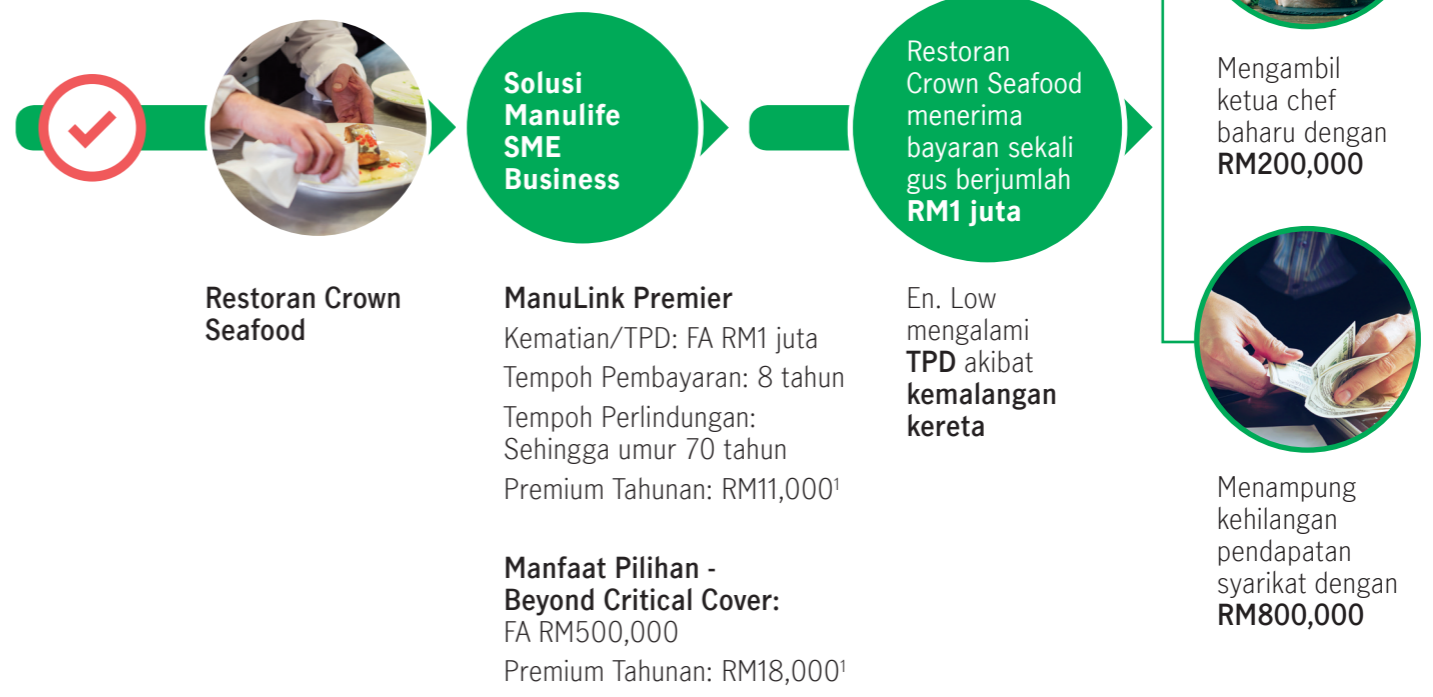 Restoran Crown
Seafood
Solusi
Manulife
SME
Business
ManuLink Premier
Kematian/TPD: FA RM1 juta
Tempoh Pembayaran: 8 tahun
Tempoh Perlindungan:
Sehingga umur 70 tahun
Premium Tahunan: RM11,000¹
Manfaat Pilihan -
Beyond Critical Cover:
FA RM500,000
Premium Tahunan: RM18,000¹
Restoran
Crown Seafood
menerima
bayaran sekali
gus berjumlah
RM1 juta
En. Low
mengalami
TPD akibat
kemalangan
kereta
Mengambil
ketua chef
baharu dengan
RM200,000
Menampung
kehilangan
pendapatan
syarikat dengan
RM800,000